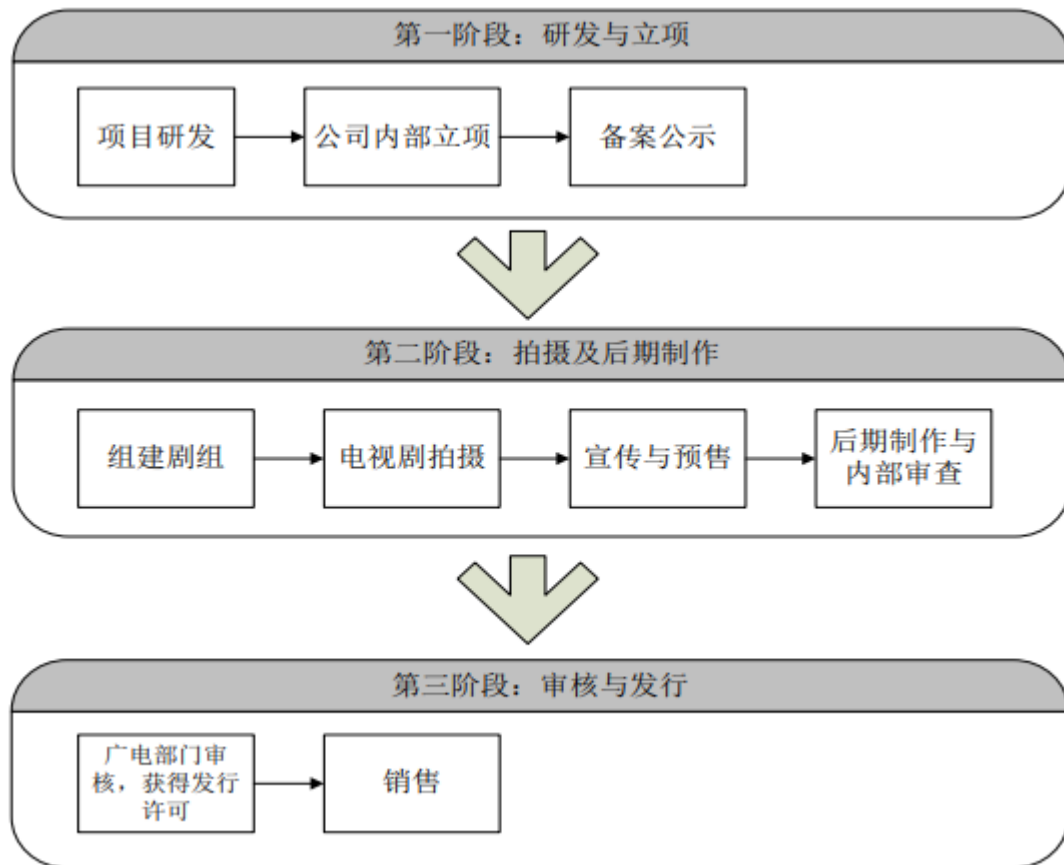 第一阶段：研发与立项
项目研发
公司内部立项
备案公示
第二阶段：拍摄及后期制作
组建剧组
电视剧拍摄
宣传与预售
后期制作与
内部审查
第三阶段：审核与发行
广电部门审
核，获得发行
许可
销售